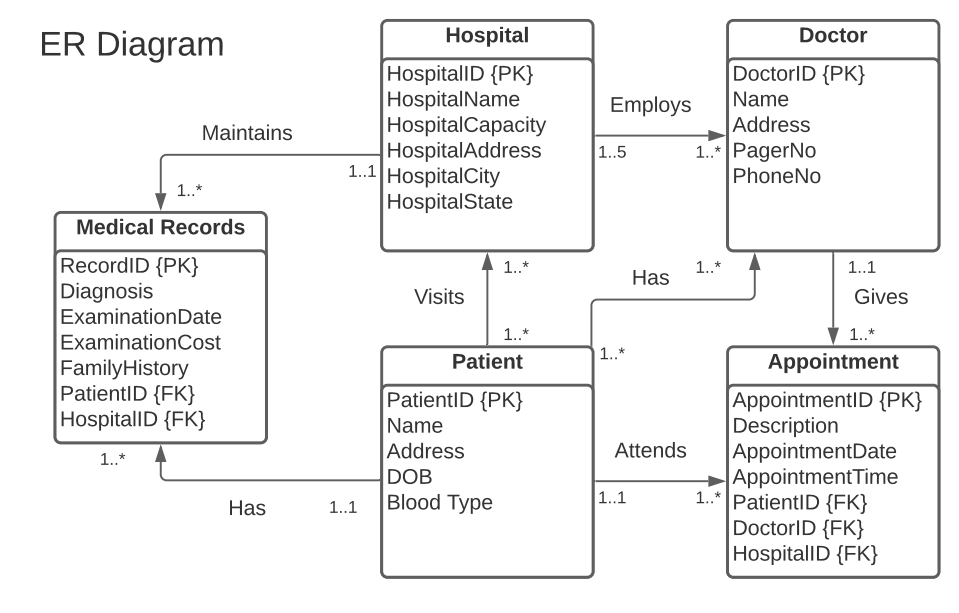 ER Diagram
Hospital
HospitalID {PK}
HospitalName
HospitalCapacity
HospitalAddress
HospitalCity
HospitalState
Doctor
DoctorID {PK}
Name
Address
PagerNo
PhoneNo
Employs
1..5
1..*
Maintains
1..1
1..*
Medical Records
RecordID {PK}
Diagnosis
ExaminationDate
ExaminationCost
FamilyHistory
PatientID {FK}
HospitalID {FK}
1..*
Visits
1..*
Has
1..*
1..*
1..1
Gives
1..*
Patient
PatientID {PK}
Name
Address
DOB
Blood Type
Appointment
AppointmentID {PK}
Description
AppointmentDate
AppointmentTime
PatientID {FK}
DoctorID {FK}
HospitalID {FK}
Attends
1..1
1..*
1..*
Has
1..1